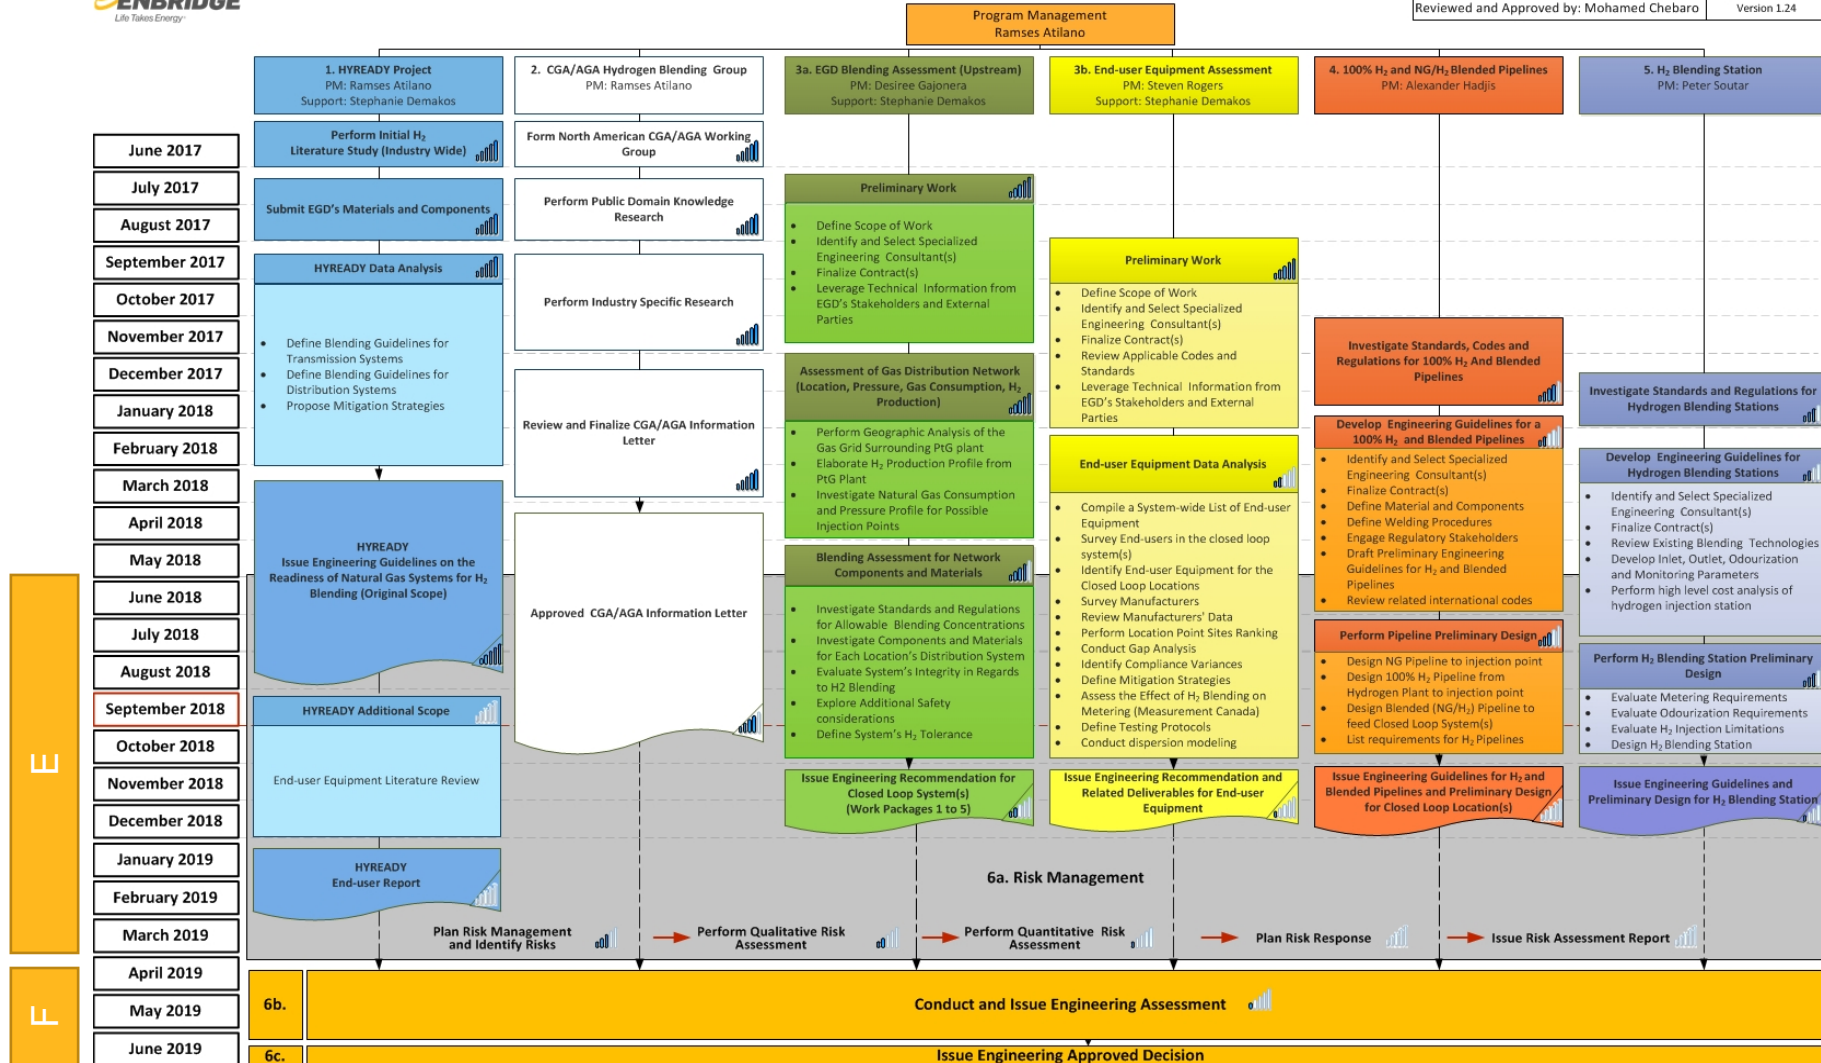 ENBRIDGE
Life Takes Energy
Reviewed and Approved by: Mohamed Chebaro
Version 1.24
Program Management
Ramses Atilano
1. HYREADY Project
PM: Ramses Atilano
Support: Stephanie Demakos
2. CGA/AGA Hydrogen Blending Group
PM: Ramses Atilano
3a. EGD Blending Assessment (Upstream)
PM: Desiree Gajonera
Support: Stephanie Demakos
3b. End-user Equipment Assessment
PM: Steven Rogers
Support: Stephanie Demakos
4. 100% H₂ and NG/H₂ Blended Pipelines
PM: Alexander Hadjis
5. H₂ Blending Station
PM: Peter Soutar
June 2017
July 2017
August 2017
September 2017
October 2017
November 2017
December 2017
January 2018
February 2018
March 2018
April 2018
May 2018
June 2018
July 2018
August 2018
September 2018
October 2018
November 2018
December 2018
January 2019
February 2019
March 2019
April 2019
May 2019
June 2019
E
F
Perform Initial H₂
Literature Study (Industry Wide)
Submit EGD's Materials and Components
HYREADY Data Analysis
• Define Blending Guidelines for
Transmission Systems
• Define Blending Guidelines for
Distribution Systems
• Propose Mitigation Strategies
HYREADY
Issue Engineering Guidelines on the
Readiness of Natural Gas Systems for H₂
Blending (Original Scope)
HYREADY Additional Scope
End-user Equipment Literature Review
HYREADY
End-user Report
Form North American CGA/AGA Working
Group
Perform Public Domain Knowledge
Research
Perform Industry Specific Research
Review and Finalize CGA/AGA Information
Letter
Approved CGA/AGA Information Letter
Preliminary Work
• Define Scope of Work
• Identify and Select Specialized
Engineering Consultant(s)
• Finalize Contract(s)
• Leverage Technical Information from
EGD's Stakeholders and External
Parties
Assessment of Gas Distribution Network
(Location, Pressure, Gas Consumption, H₂
Production)
• Perform Geographic Analysis of the
Gas Grid Surrounding PtG plant
• Elaborate H₂ Production Profile from
PtG Plant
• Investigate Natural Gas Consumption
and Pressure Profile for Possible
Injection Points
Blending Assessment for Network
Components and Materials
• Investigate Standards and Regulations
for Allowable Blending Concentrations
• Investigate Components and Materials
for Each Location's Distribution System
• Evaluate System's Integrity in Regards
to H2 Blending
• Explore Additional Safety
considerations
• Define System's H₂ Tolerance
Issue Engineering Recommendation for
Closed Loop System(s)
(Work Packages 1 to 5)
Preliminary Work
• Define Scope of Work
• Identify and Select Specialized
Engineering Consultant(s)
• Finalize Contract(s)
• Review Applicable Codes and
Standards
• Leverage Technical Information from
EGD's Stakeholders and External
Parties
End-user Equipment Data Analysis
• Compile a System-wide List of End-user
Equipment
• Survey End-users in the closed loop
system(s)
• Identify End-user Equipment for the
Closed Loop Locations
• Survey Manufacturers
• Review Manufacturers' Data
• Perform Location Point Sites Ranking
• Conduct Gap Analysis
• Identify Compliance Variances
• Define Mitigation Strategies
• Assess the Effect of H₂ Blending on
Metering (Measurement Canada)
• Define Testing Protocols
• Conduct dispersion modeling
Issue Engineering Recommendation and
Related Deliverables for End-user
Equipment
Investigate Standards, Codes and
Regulations for 100% H₂ And Blended
Pipelines
Develop Engineering Guidelines for a
100% H₂ and Blended Pipelines
• Identify and Select Specialized
Engineering Consultant(s)
• Finalize Contract(s)
• Define Material and Components
• Define Welding Procedures
• Engage Regulatory Stakeholders
• Draft Preliminary Engineering
Guidelines for H₂ and Blended
Pipelines
• Review related international codes
Perform Pipeline Preliminary Design
• Design NG Pipeline to injection point
• Design 100% H₂ Pipeline from
Hydrogen Plant to injection point
• Design Blended (NG/H₂) Pipeline to
feed Closed Loop System(s)
• List requirements for H₂ Pipelines
Issue Engineering Guidelines for H₂ and
Blended Pipelines and Preliminary Design
for Closed Loop Location(s)
Investigate Standards and Regulations for
Hydrogen Blending Stations
Develop Engineering Guidelines for
Hydrogen Blending Stations
• Identify and Select Specialized
Engineering Consultant(s)
• Finalize Contract(s)
• Review Existing Blending Technologies
• Develop Inlet, Outlet, Odourization
and Monitoring Parameters
• Perform high level cost analysis of
hydrogen injection station
Perform H₂ Blending Station Preliminary
Design
• Evaluate Metering Requirements
• Evaluate Odourization Requirements
• Evaluate H₂ Injection Limitations
• Design H₂ Blending Station
Issue Engineering Guidelines and
Preliminary Design for H₂ Blending Station
6a. Risk Management
Plan Risk Management
and Identify Risks
Perform Qualitative Risk
Assessment
Perform Quantitative Risk
Assessment
Plan Risk Response
Issue Risk Assessment Report
6b.
Conduct and Issue Engineering Assessment
6c.
Issue Engineering Approved Decision